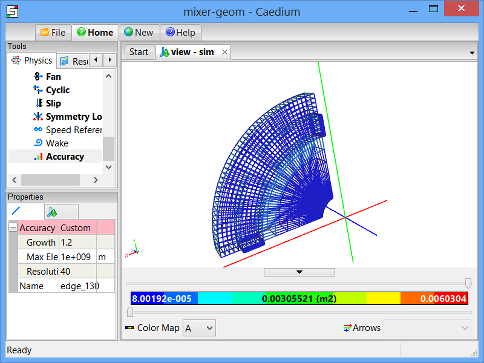 mixer-geom - Caedium
File Home New Help
Tools
Physics Resu
Start view - sim
Fan
Cyclic
Slip
Symmetry Lo
Speed Referer
Wake
Accuracy
Properties
Accuracy Custom
Growth 1.2
Max Ele 1e+009 m
Resoluti 40
Name edge_130
8.00192e-005 0.00305521 (m2) 0.0060304
Color Map A Arrows
Ready